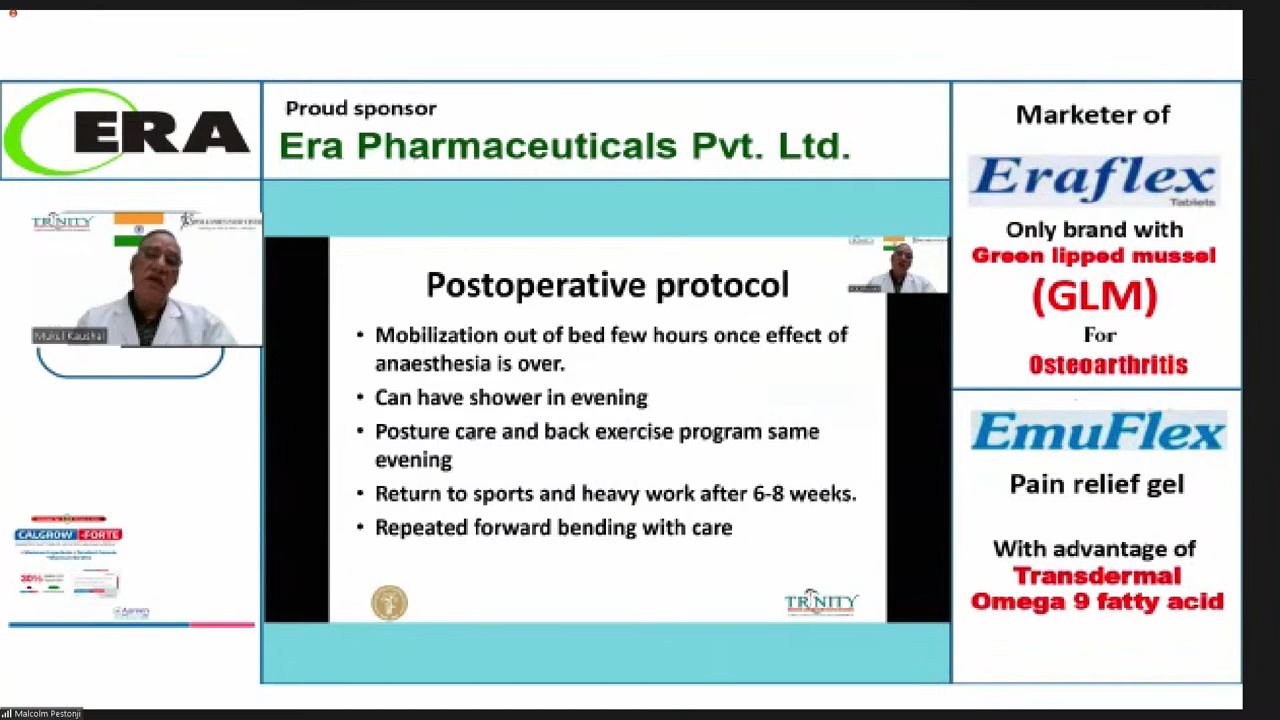 ERA
Proud sponsor
Era Pharmaceuticals Pvt. Ltd.
TRINITY
Mukul Kaushal
CALGROW -FORTE
30%
Postoperative protocol
• Mobilization out of bed few hours once effect of
anaesthesia is over.
• Can have shower in evening
• Posture care and back exercise program same
evening
• Return to sports and heavy work after 6-8 weeks.
• Repeated forward bending with care
TRINITY
Marketer of
Eraflex
Tablets
Only brand with
Green lipped mussel
(GLM)
For
Osteoarthritis
EmuFlex
Pain relief gel
With advantage of
Transdermal
Omega 9 fatty acid
Malcolm Pestonji